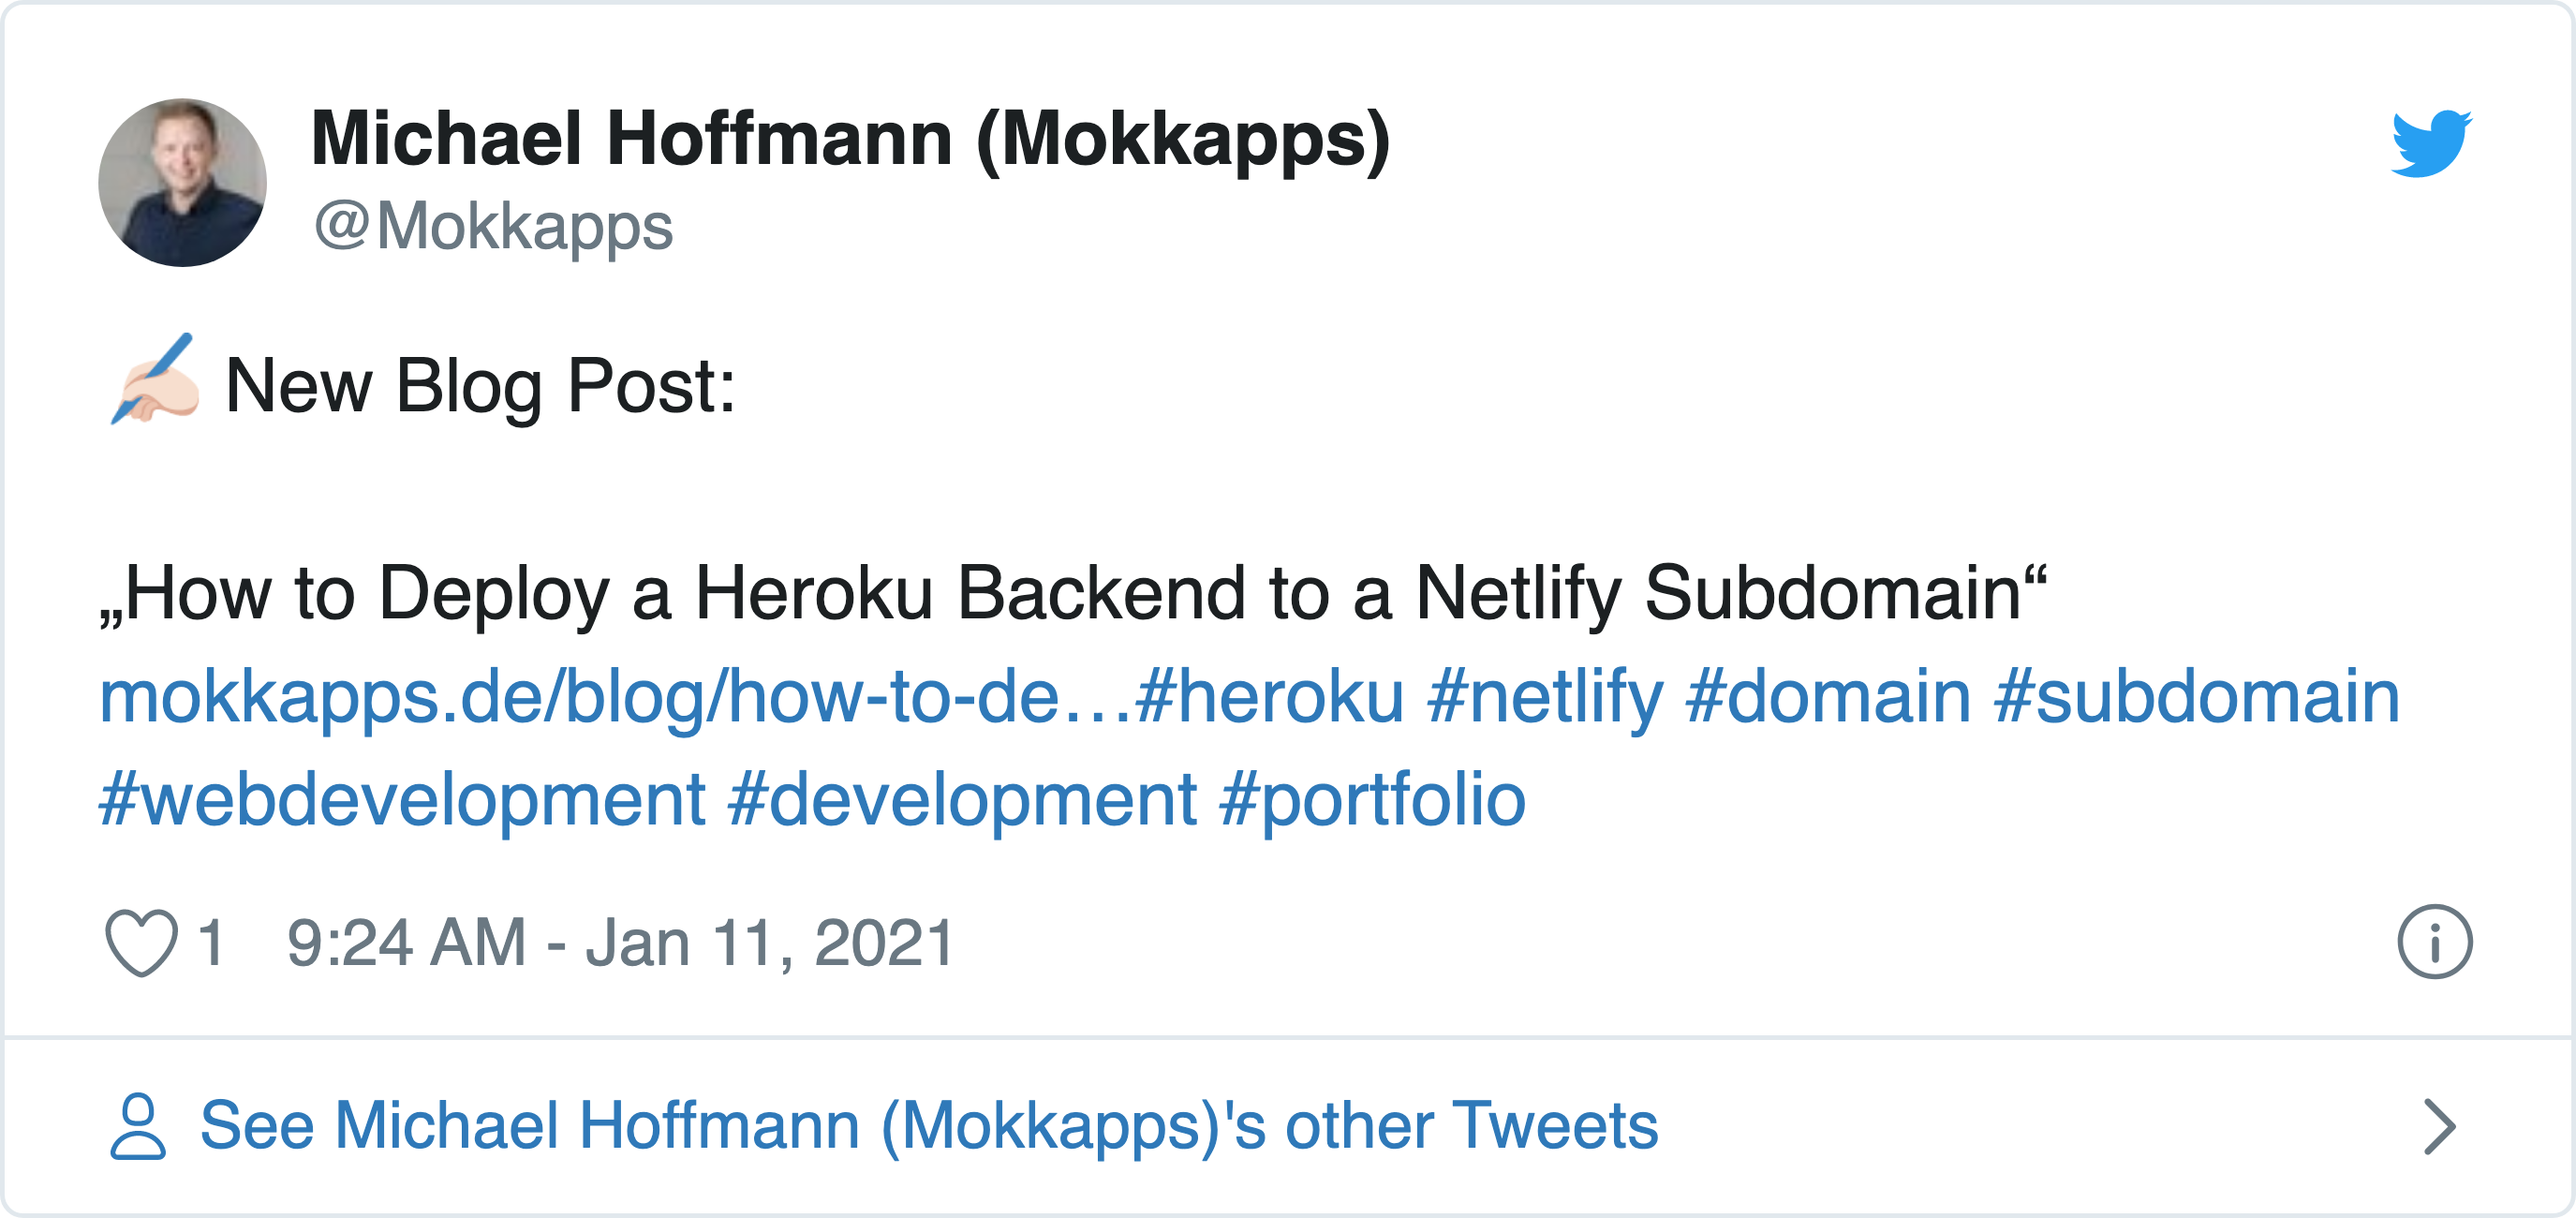 Michael Hoffmann (Mokkapps)
@Mokkapps
✍🏻 New Blog Post:
„How to Deploy a Heroku Backend to a Netlify Subdomain“
mokkapps.de/blog/how-to-de…#heroku #netlify #domain #subdomain
#webdevelopment #development #portfolio
1 9:24 AM - Jan 11, 2021
See Michael Hoffmann (Mokkapps)'s other Tweets